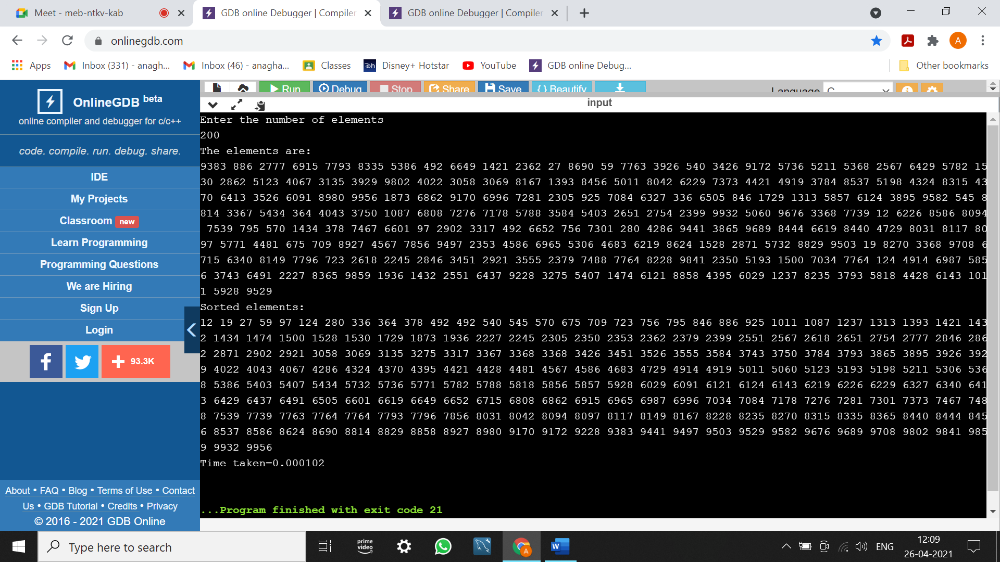 Meet - meb-ntkv-kab
GDB online Debugger | Compiler
GDB online Debugger | Compiler
onlinegdb.com
A
Apps
Inbox (331) - anagh...
Inbox (46) - anagha...
Classes
Disney+ Hotstar
YouTube
GDB online Debug...
Other bookmarks
OnlineGDB beta
online compiler and debugger for c/c++
code. compile. run. debug. share.
IDE
My Projects
Classroom new
Learn Programming
Programming Questions
We are Hiring
Sign Up
Login
93.3K
About • FAQ • Blog • Terms of Use • Contact
Us • GDB Tutorial • Credits • Privacy
© 2016 - 2021 GDB Online
Run
Debug
Stop
Share
Save
{ } Beautify
Language C
input
Enter the number of elements
200
The elements are:
9383 886 2777 6915 7793 8335 5386 492 6649 1421 2362 27 8690 59 7763 3926 540 3426 9172 5736 5211 5368 2567 6429 5782 15
30 2862 5123 4067 3135 3929 9802 4022 3058 3069 8167 1393 8456 5011 8042 6229 7373 4421 4919 3784 8537 5198 4324 8315 43
70 6413 3526 6091 8980 9956 1873 6862 9170 6996 7281 2305 925 7084 6327 336 6505 846 1729 1313 5857 6124 3895 9582 545 8
814 3367 5434 364 4043 3750 1087 6808 7276 7178 5788 3584 5403 2651 2754 2399 9932 5060 9676 3368 7739 12 6226 8586 8094
7539 795 570 1434 378 7467 6601 97 2902 3317 492 6652 756 7301 280 4286 9441 3865 9689 8444 6619 8440 4729 8031 8117 80
97 5771 4481 675 709 8927 4567 7856 9497 2353 4586 6965 5306 4683 6219 8624 1528 2871 5732 8829 9503 19 8270 3368 9708 6
715 6340 8149 7796 723 2618 2245 2846 3451 2921 3555 2379 7488 7764 8228 9841 2350 5193 1500 7034 7764 124 4914 6987 585
6 3743 6491 2227 8365 9859 1936 1432 2551 6437 9228 3275 5407 1474 6121 8858 4395 6029 1237 8235 3793 5818 4428 6143 101
1 5928 9529
Sorted elements:
12 19 27 59 97 124 280 336 364 378 492 492 540 545 570 675 709 723 756 795 846 886 925 1011 1087 1237 1313 1393 1421 143
2 1434 1474 1500 1528 1530 1729 1873 1936 2227 2245 2305 2350 2353 2362 2379 2399 2551 2567 2618 2651 2754 2777 2846 286
2 2871 2902 2921 3058 3069 3135 3275 3317 3367 3368 3368 3426 3451 3526 3555 3584 3743 3750 3784 3793 3865 3895 3926 392
9 4022 4043 4067 4286 4324 4370 4395 4421 4428 4481 4567 4586 4683 4729 4914 4919 5011 5060 5123 5193 5198 5211 5306 536
8 5386 5403 5407 5434 5732 5736 5771 5782 5788 5818 5856 5857 5928 6029 6091 6121 6124 6143 6219 6226 6229 6327 6340 641
3 6429 6437 6491 6505 6601 6619 6649 6652 6715 6808 6862 6915 6965 6987 6996 7034 7084 7178 7276 7281 7301 7373 7467 748
8 7539 7739 7763 7764 7764 7793 7796 7856 8031 8042 8094 8097 8117 8149 8167 8228 8235 8270 8315 8335 8365 8440 8444 845
6 8537 8586 8624 8690 8814 8829 8858 8927 8980 9170 9172 9228 9383 9441 9497 9503 9529 9582 9676 9689 9708 9802 9841 985
9 9932 9956
Time taken=0.000102
...Program finished with exit code 21
Type here to search
prime
video
A
W
ENG
12:09
26-04-2021